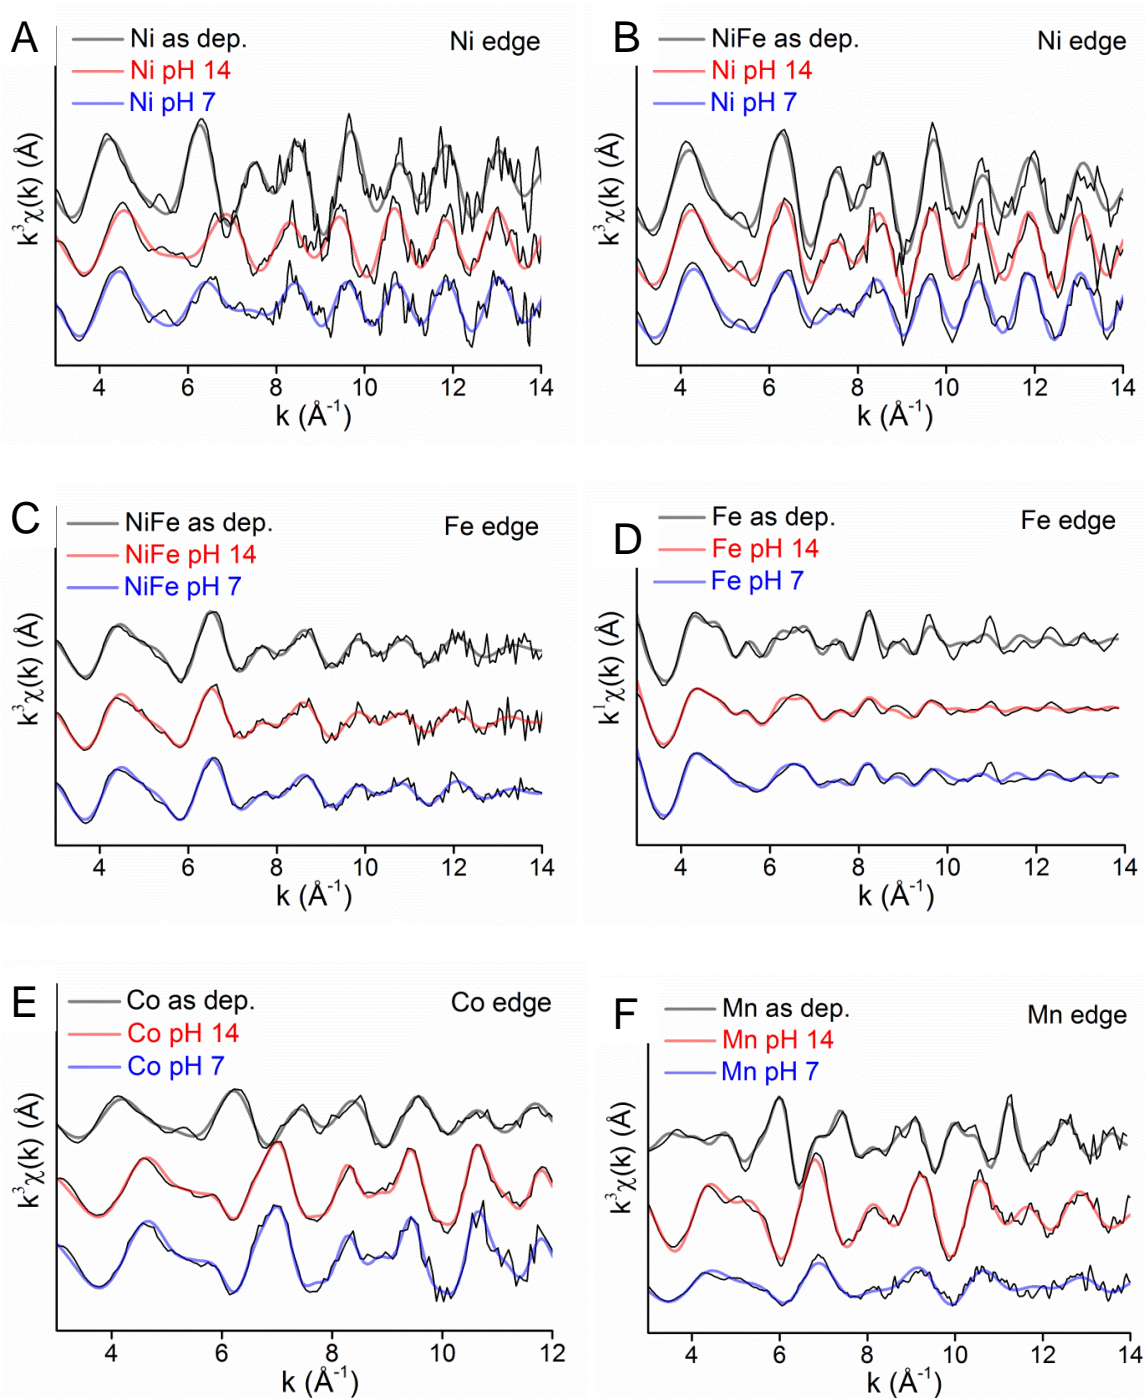 A
Ni as dep.
Ni edge
Ni pH 14
Ni pH 7
k³χ(k) (Å)
4 6 8 10 12 14
k (Å⁻¹)
B
NiFe as dep.
Ni edge
Ni pH 14
Ni pH 7
k³χ(k) (Å)
4 6 8 10 12 14
k (Å⁻¹)
C
NiFe as dep.
Fe edge
NiFe pH 14
NiFe pH 7
k³χ(k) (Å)
4 6 8 10 12 14
k (Å⁻¹)
D
Fe as dep.
Fe edge
Fe pH 14
Fe pH 7
k¹χ(k) (Å)
4 6 8 10 12 14
k (Å⁻¹)
E
Co as dep.
Co edge
Co pH 14
Co pH 7
k³χ(k) (Å)
4 6 8 10 12
k (Å⁻¹)
F
Mn as dep.
Mn edge
Mn pH 14
Mn pH 7
k³χ(k) (Å)
4 6 8 10 12 14
k (Å⁻¹)